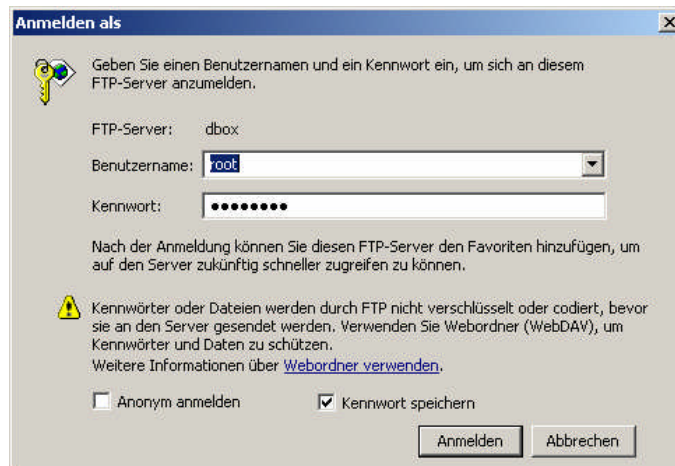 Anmelden als
Geben Sie einen Benutzernamen und ein Kennwort ein, um sich an diesem
FTP-Server anzumelden.
FTP-Server: dbox
Benutzername: root
Kennwort: ●●●●●●●●
Nach der Anmeldung können Sie diesen FTP-Server den Favoriten hinzufügen, um
auf den Server zukünftig schneller zugreifen zu können.
Kennwörter oder Dateien werden durch FTP nicht verschlüsselt oder codiert, bevor
sie an den Server gesendet werden. Verwenden Sie Webordner (WebDAV), um
Kennwörter und Daten zu schützen.
Weitere Informationen über Webordner verwenden.
Anonym anmelden Kennwort speichern
Anmelden Abbrechen